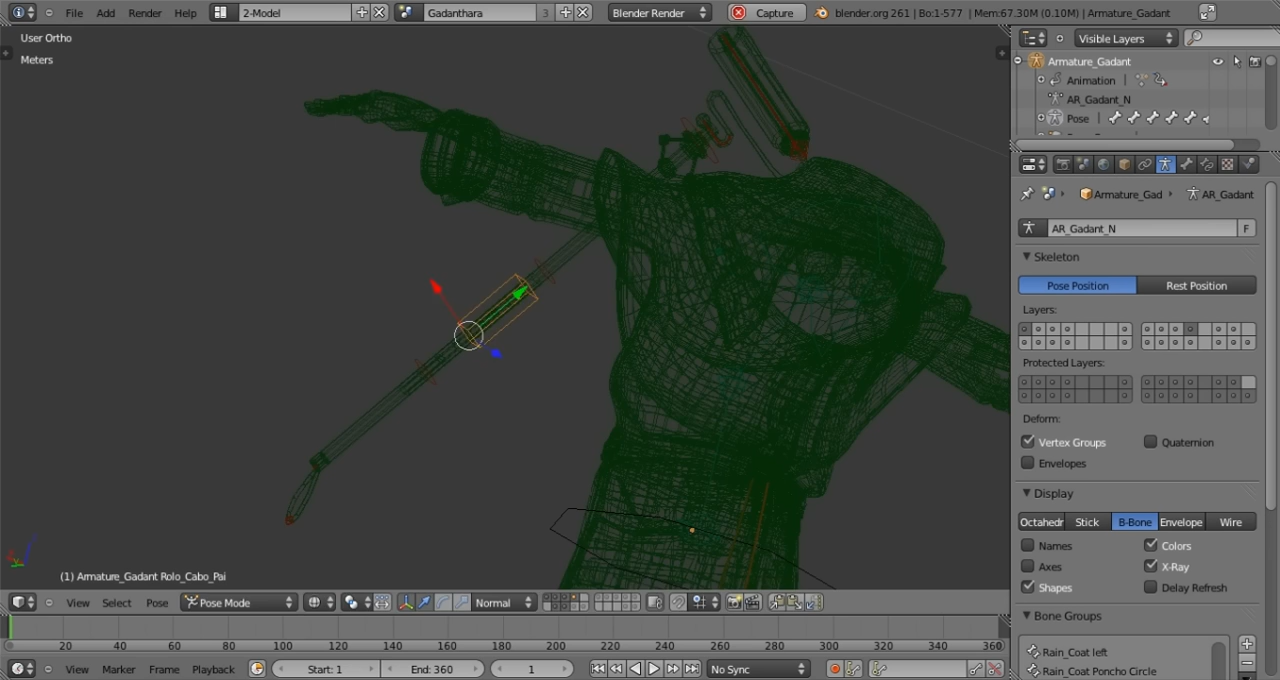 File Add Render Help 2-Model Gadanthara 3 Blender Render Capture blender.org 261 | Bo:1-577 | Mem:67.30M (0.10M) | Armature_Gadant
User Ortho
Meters
(1) Armature_Gadant Rolo_Cabo_Pai
View Select Pose Pose Mode Normal
20 40 60 80 100 120 140 160 180 200 220 240 260 280 300 320 340 360
View Marker Frame Playback Start: 1 End: 360 1 No Sync
Visible Layers
Armature_Gadant
Animation
AR_Gadant_N
Pose
Armature_Gad AR_Gadant
AR_Gadant_N F
Skeleton
Pose Position Rest Position
Layers:
Protected Layers:
Deform:
Vertex Groups Quaternion
Envelopes
Display
Octahedr Stick B-Bone Envelope Wire
Names Colors
Axes X-Ray
Shapes Delay Refresh
Bone Groups
Rain_Coat left
Rain_Coat Poncho Circle